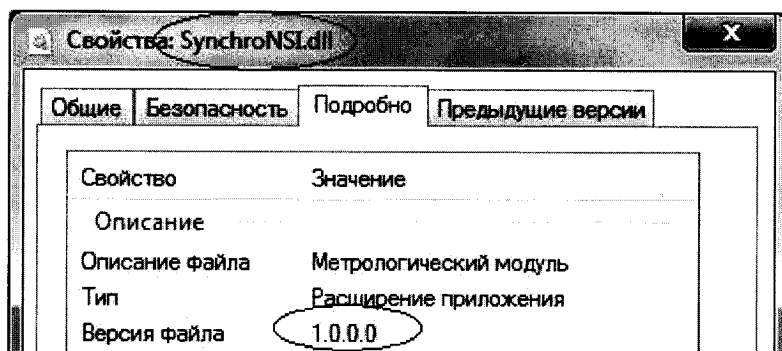 Свойства: SynchroNSI.dll
X
Общие Безопасность Подробно Предыдущие версии
Свойство Значение
Описание
Описание файла Метрологический модуль
Тип Расширение приложения
Версия файла 1.0.0.0